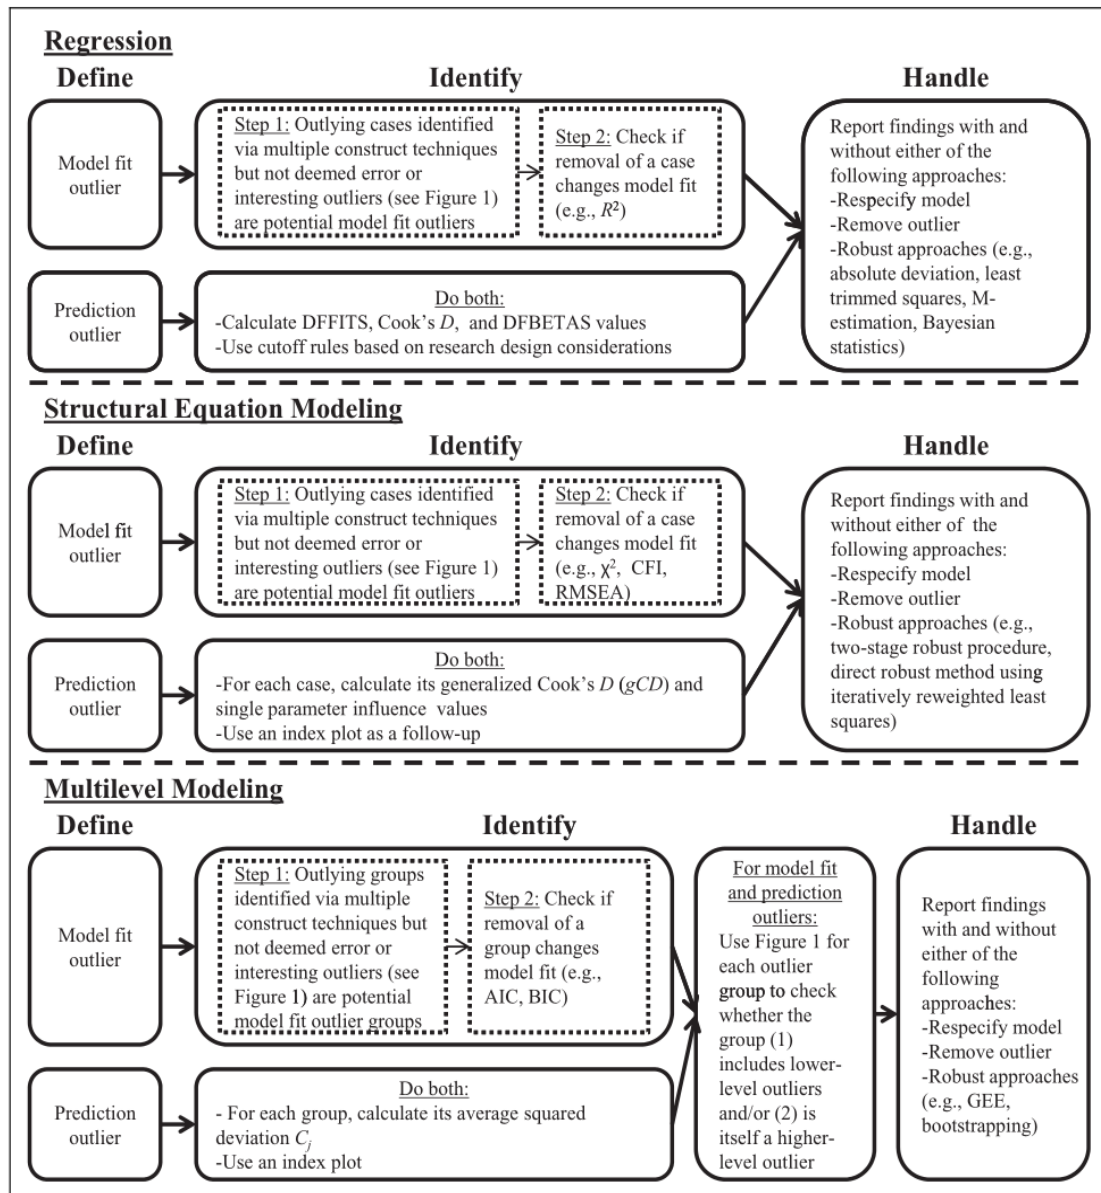 Regression
Define
Identify
Handle
Model fit
outlier
Step 1: Outlying cases identified
via multiple construct techniques
but not deemed error or
interesting outliers (see Figure 1)
are potential model fit outliers
Step 2: Check if
removal of a case
changes model fit
(e.g., R²)
Prediction
outlier
Do both:
-Calculate DFFITS, Cook's D, and DFBETAS values
-Use cutoff rules based on research design considerations
Report findings with and
without either of the
following approaches:
-Respecify model
-Remove outlier
-Robust approaches (e.g.,
absolute deviation, least
trimmed squares, M-
estimation, Bayesian
statistics)
Structural Equation Modeling
Define
Identify
Handle
Model fit
outlier
Step 1: Outlying cases identified
via multiple construct techniques
but not deemed error or
interesting outliers (see Figure 1)
are potential model fit outliers
Step 2: Check if
removal of a case
changes model fit
(e.g., χ², CFI,
RMSEA)
Prediction
outlier
Do both:
-For each case, calculate its generalized Cook's D (gCD) and
single parameter influence values
-Use an index plot as a follow-up
Report findings with and
without either of the
following approaches:
-Respecify model
-Remove outlier
-Robust approaches (e.g.,
two-stage robust procedure,
direct robust method using
iteratively reweighted least
squares)
Multilevel Modeling
Define
Identify
Handle
Model fit
outlier
Step 1: Outlying groups
identified via multiple
construct techniques but
not deemed error or
interesting outliers (see
Figure 1) are potential
model fit outlier groups
Step 2: Check if
removal of a
group changes
model fit (e.g.,
AIC, BIC)
Prediction
outlier
Do both:
- For each group, calculate its average squared
deviation Cj
-Use an index plot
For model fit
and prediction
outliers:
Use Figure 1 for
each outlier
group to check
whether the
group (1)
includes lower-
level outliers
and/or (2) is
itself a higher-
level outlier
Report findings
with and without
either of the
following
approaches:
-Respecify model
-Remove outlier
-Robust approaches
(e.g., GEE,
bootstrapping)